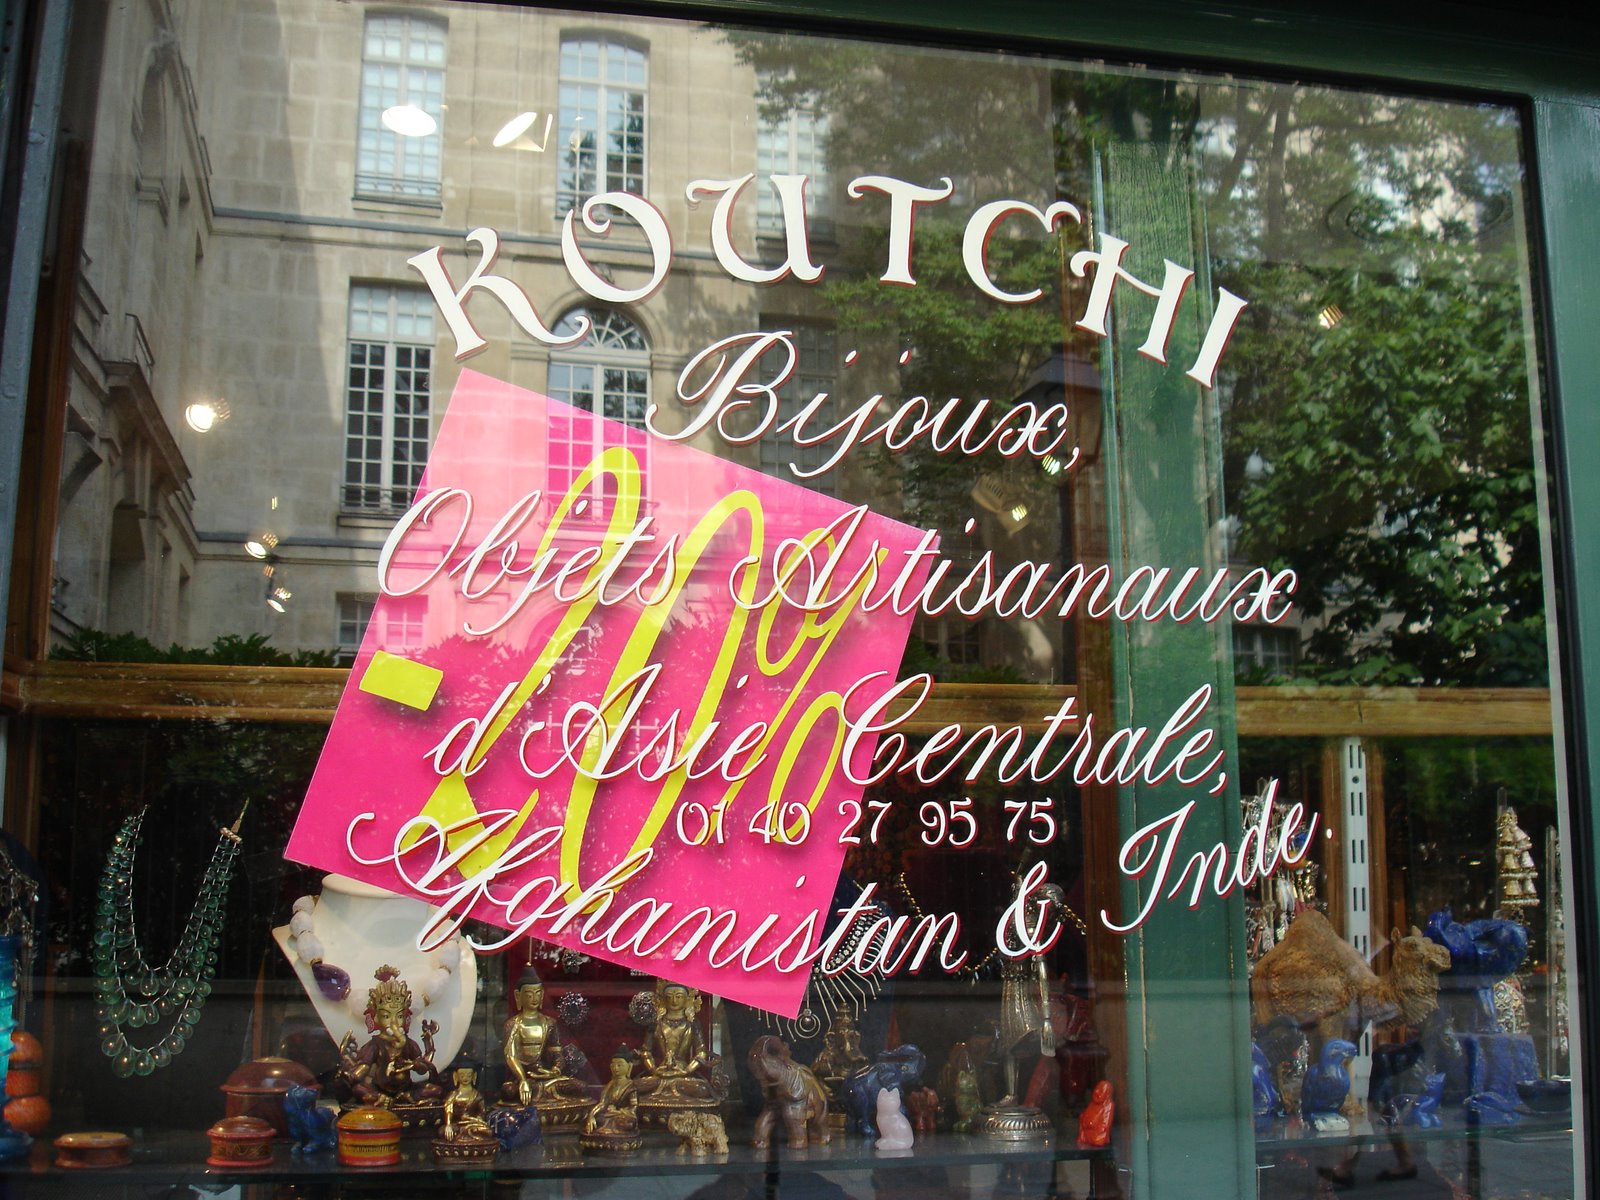 KOUTCHI
Bijoux,
Objets Artisanaux
d'Asie Centrale,
01 40 27 95 75
Afghanistan & Inde.
-20%